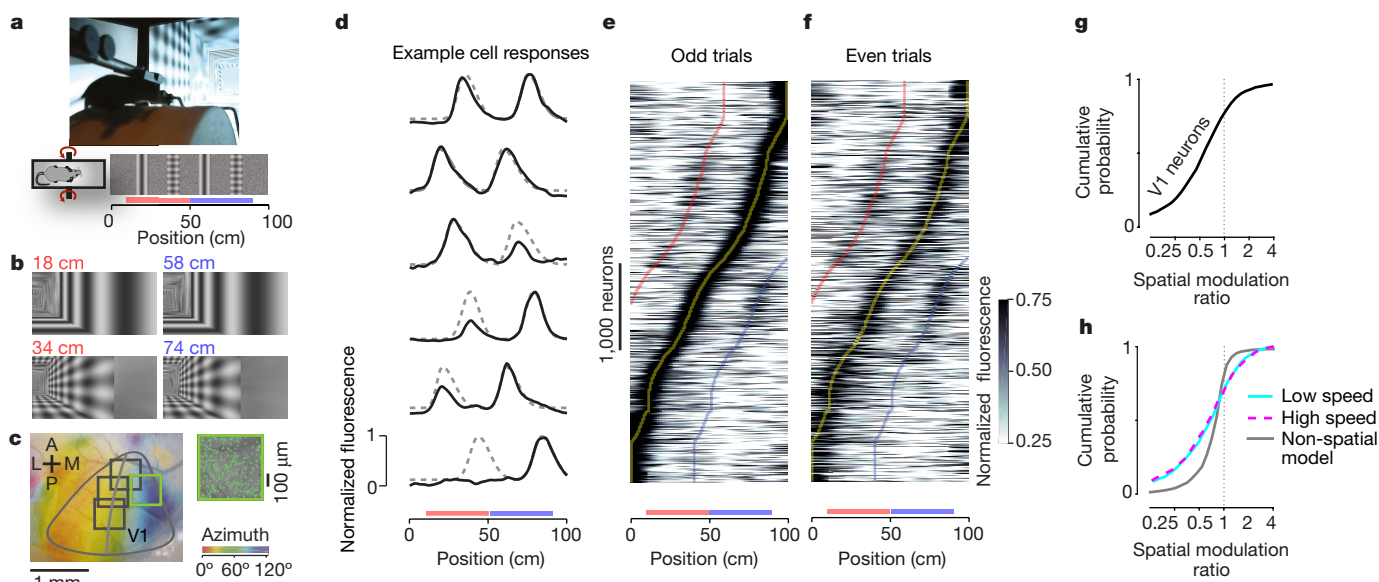 a
0
100
Position (cm)
b
18 cm
58 cm
34 cm
74 cm
c
A
L
M
P
V1
1 mm
100 μm
Azimuth
0º 60º 120º
d
Example cell responses
Normalized fluorescence
1
0
0 50 100
Position (cm)
e
Odd trials
1,000 neurons
0 50 100
Position (cm)
f
Even trials
0 50 100
Position (cm)
Normalized fluorescence
0.75
0.50
0.25
g
Cumulative
probability
1
0
V1 neurons
0.25 0.5 1 2 4
Spatial modulation
ratio
h
Cumulative
probability
1
0
Low speed
High speed
Non-spatial
model
0.25 0.5 1 2 4
Spatial modulation
ratio